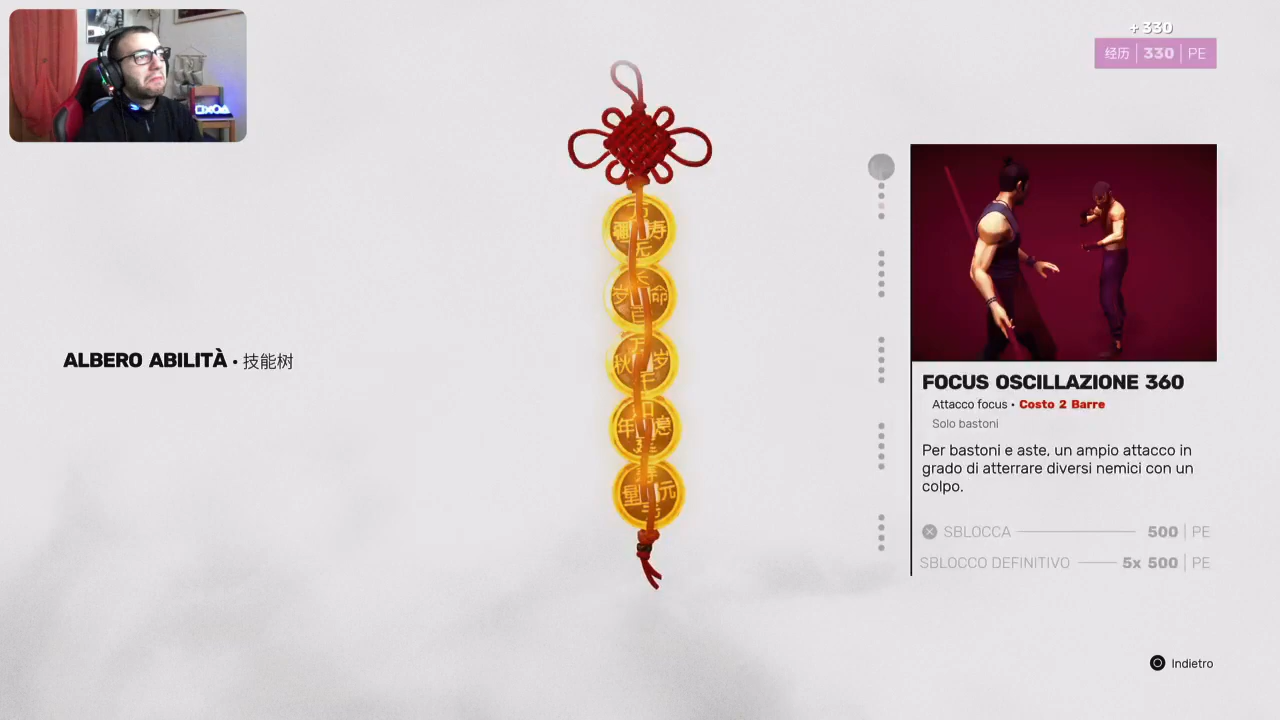 + 330
经历 | 330 | PE
ALBERO ABILITÀ • 技能树
FOCUS OSCILLAZIONE 360
Attacco focus • Costo 2 Barre
Solo bastoni
Per bastoni e aste, un ampio attacco in
grado di atterrare diversi nemici con un
colpo.
SBLOCCA 500 | PE
SBLOCCO DEFINITIVO 5x 500 | PE
Indietro